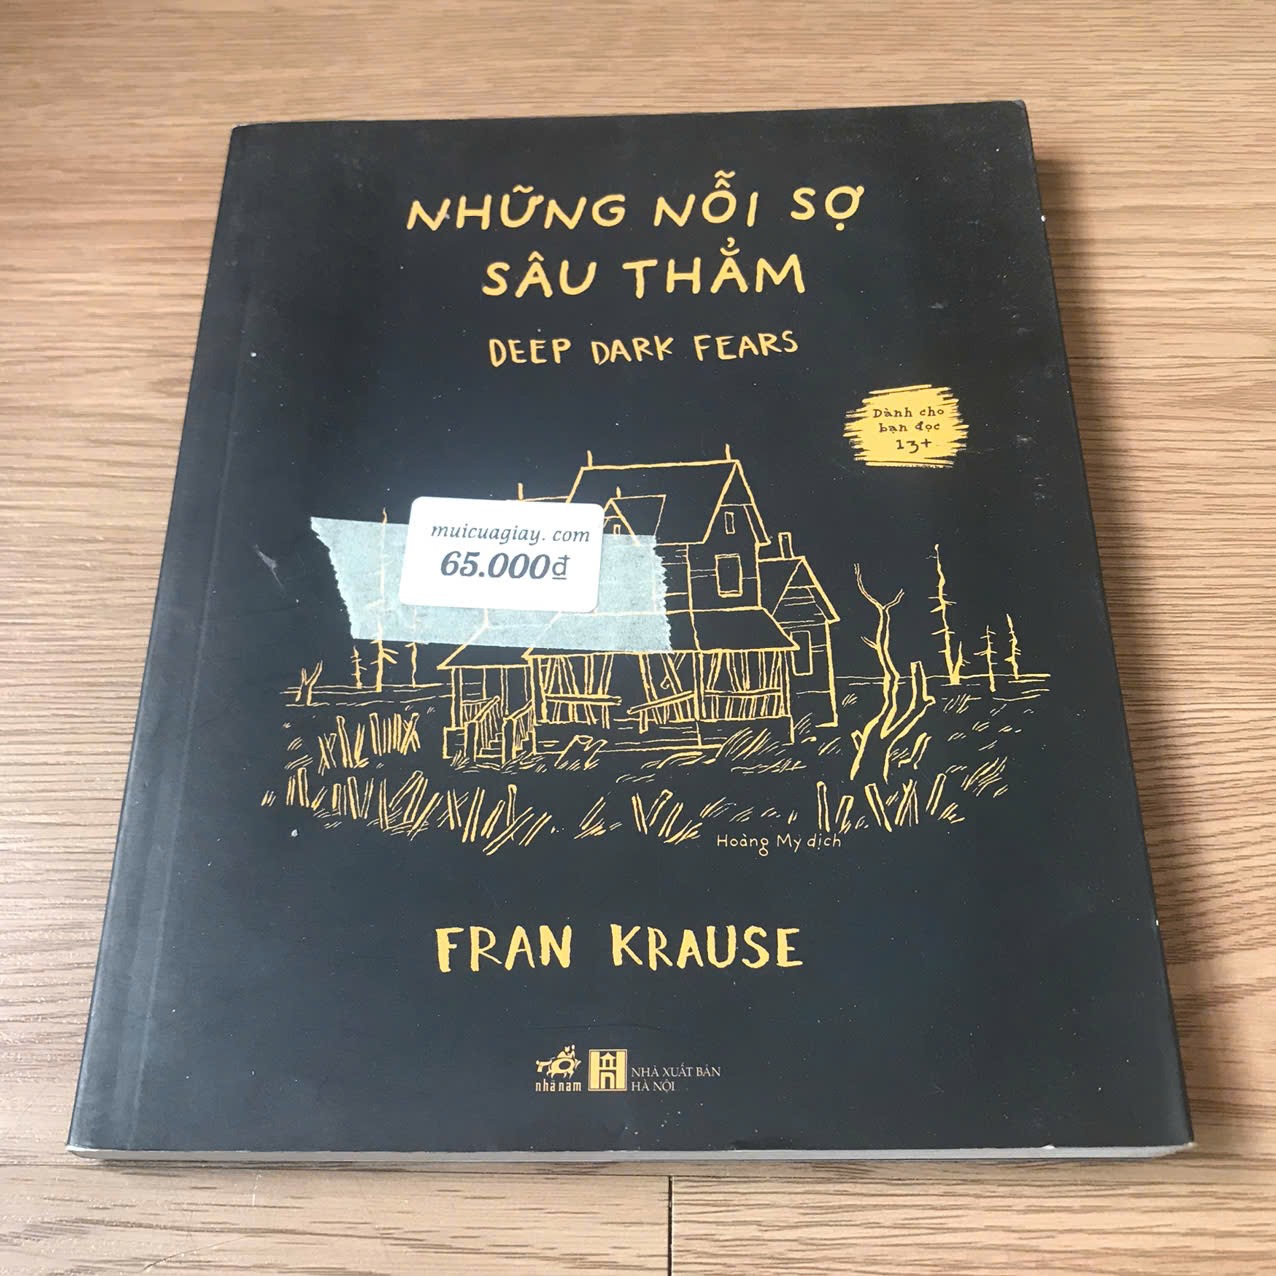 NHỮNG NỖI SỢ
SÂU THẲM
DEEP DARK FEARS
Dành cho
bạn đọc
13+
muicuagiay. com
65.000₫
Hoàng My dịch
FRAN KRAUSE
nhã nam
NHÀ XUẤT BẢN
HÀ NỘI